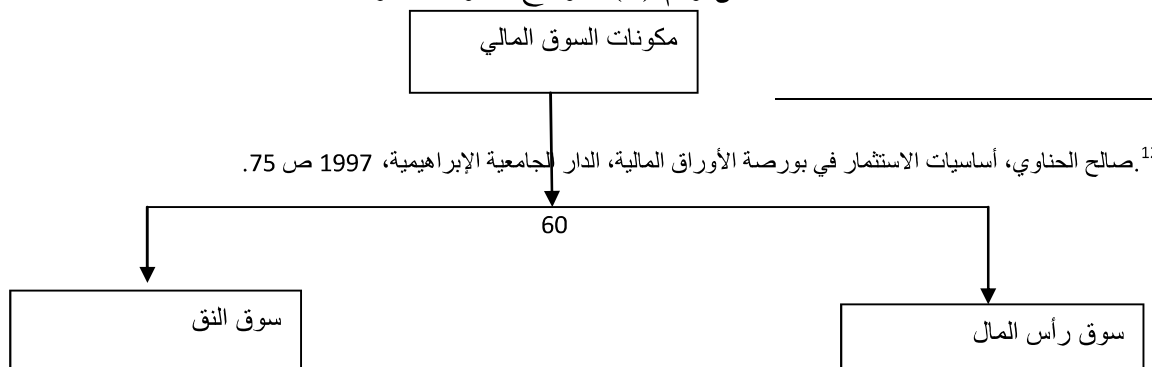 مكونات السوق المالي
12.صالح الحناوي، أساسيات الاستثمار في بورصة الأوراق المالية، الدار الجامعية الإبراهيمية، 1997 ص 75.
60
سوق رأس المال
سوق النق